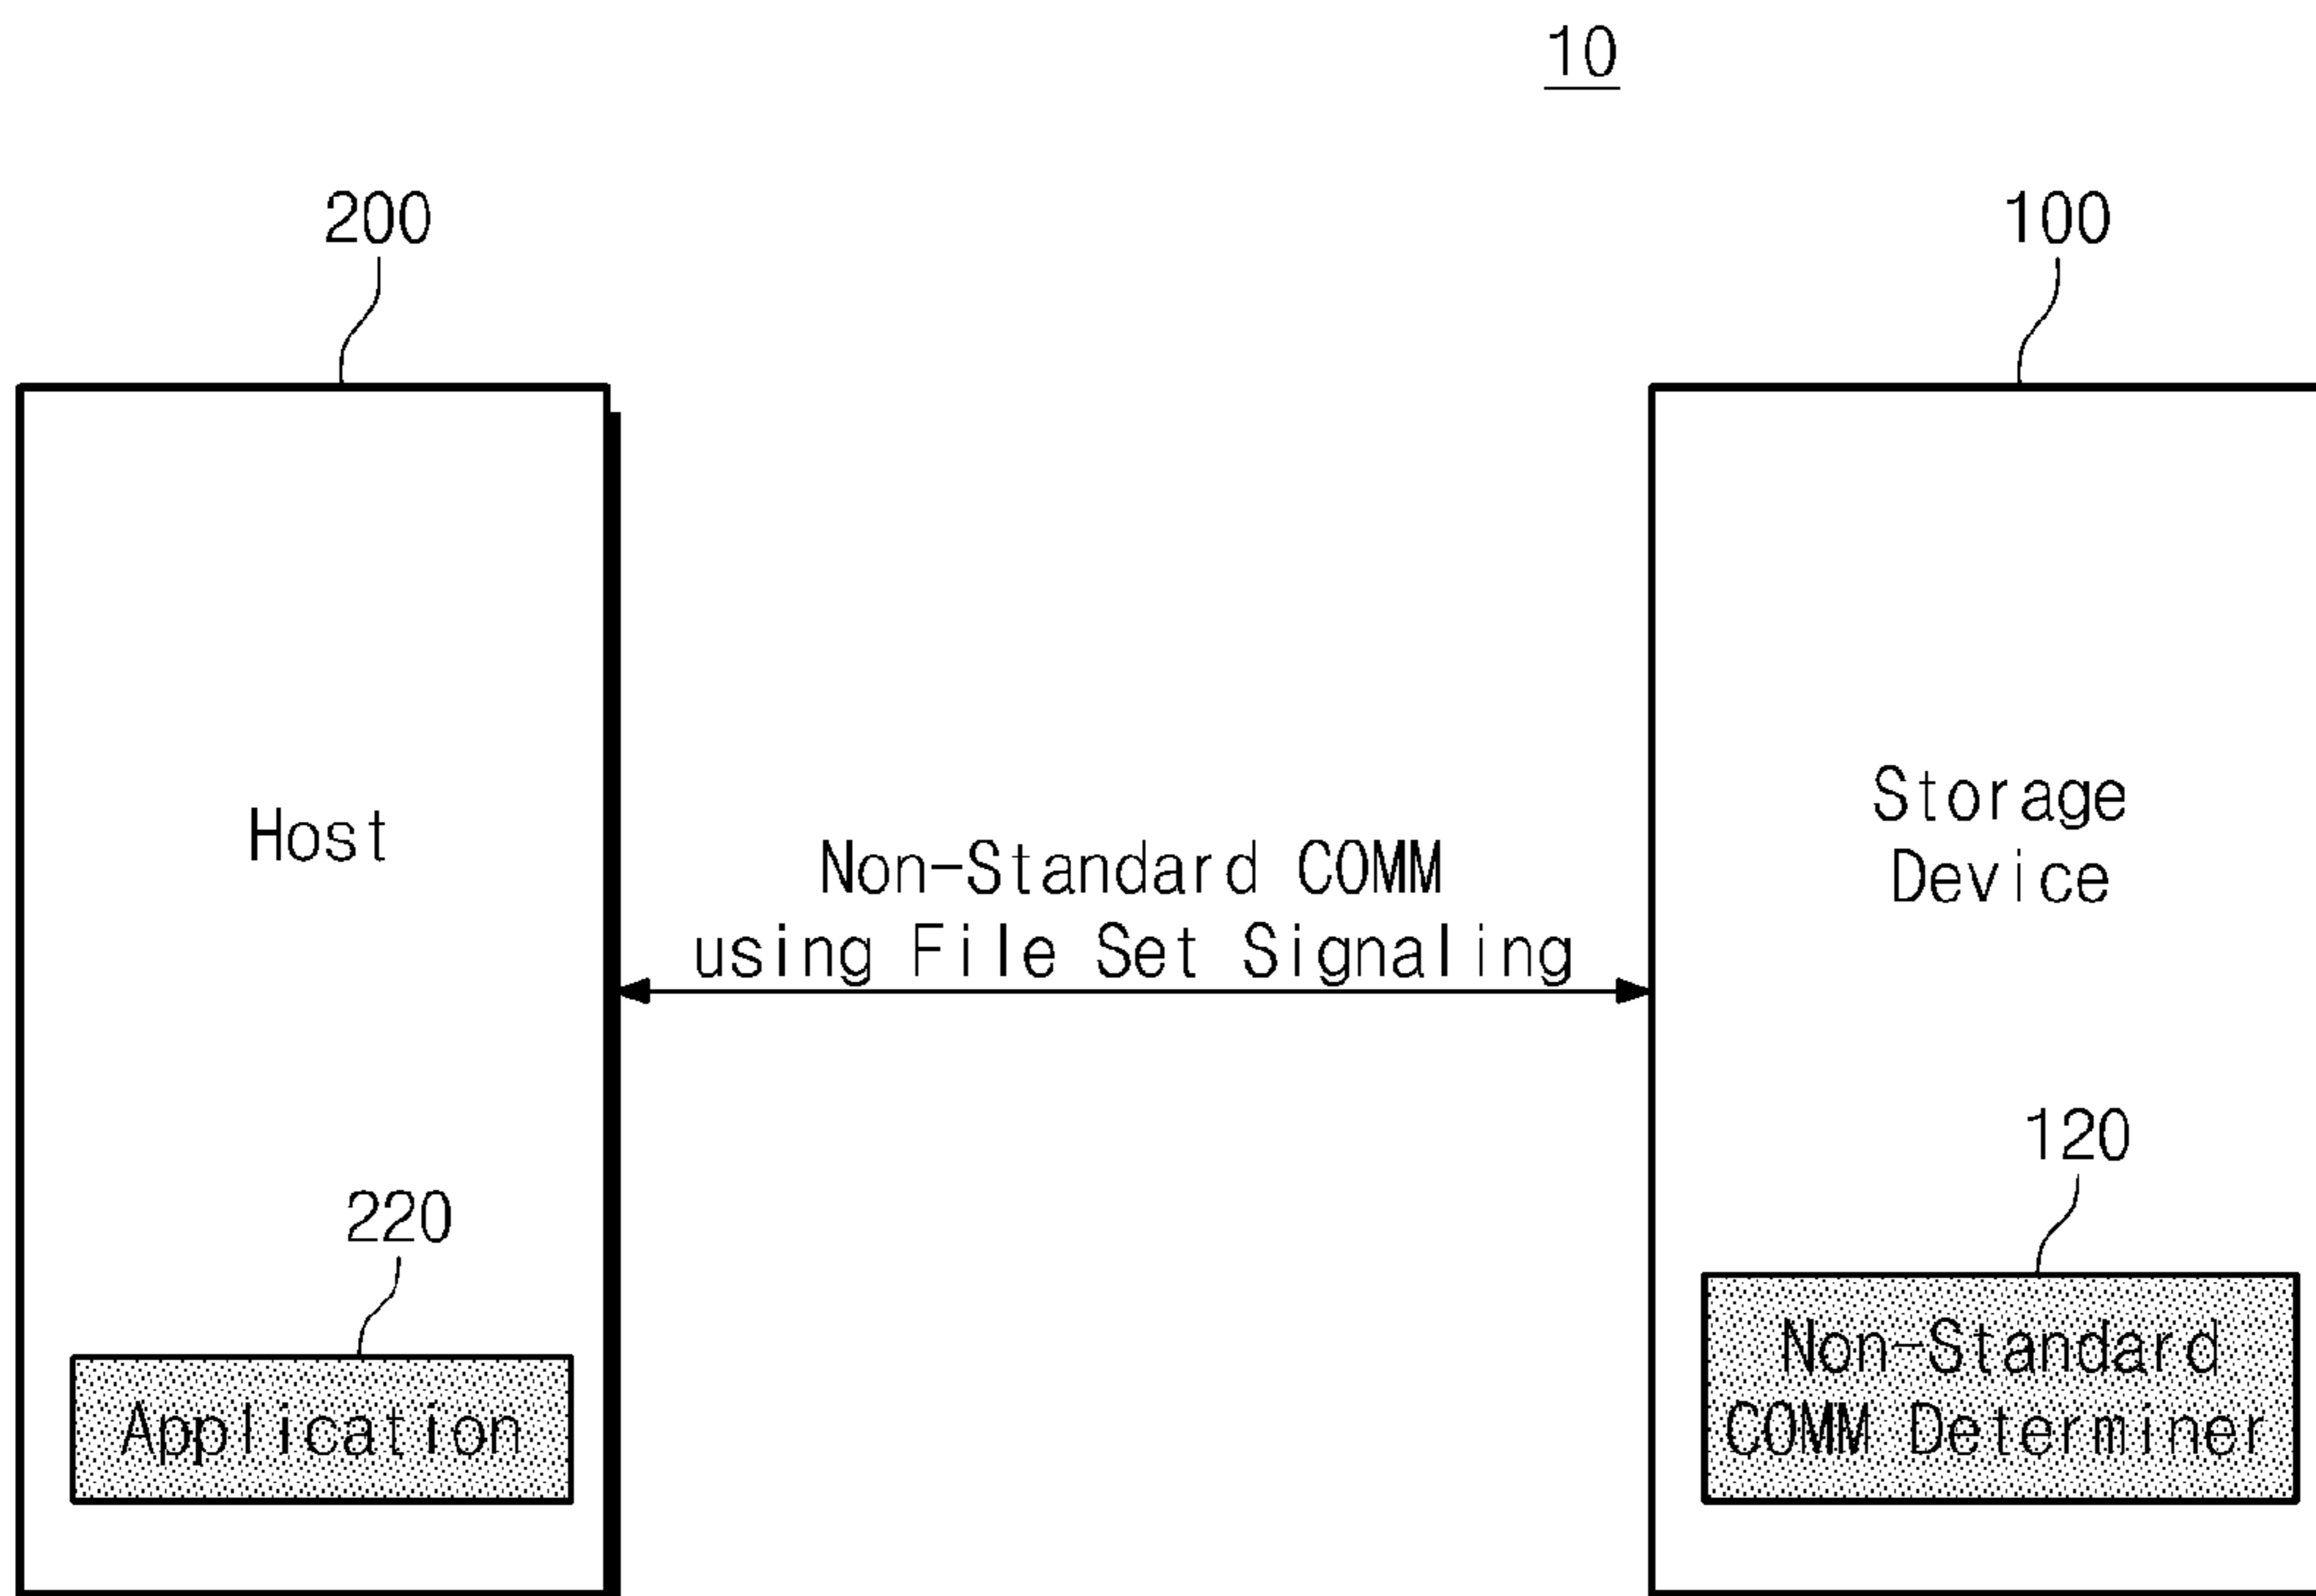 10
200
100
Host
Storage
Device
Non-Standard COMM
using File Set Signaling
220
Application
120
Non-Standard
COMM Determiner